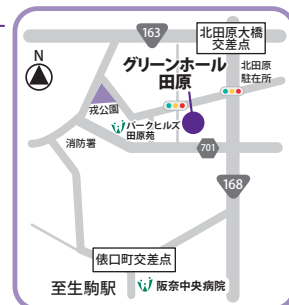 163
北田原大橋
交差点
N
グリーンホール
田原
北田原
駐在所
戎公園
パークヒルズ
田原苑
消防署
701
168
俵口町交差点
至生駒駅
阪奈中央病院